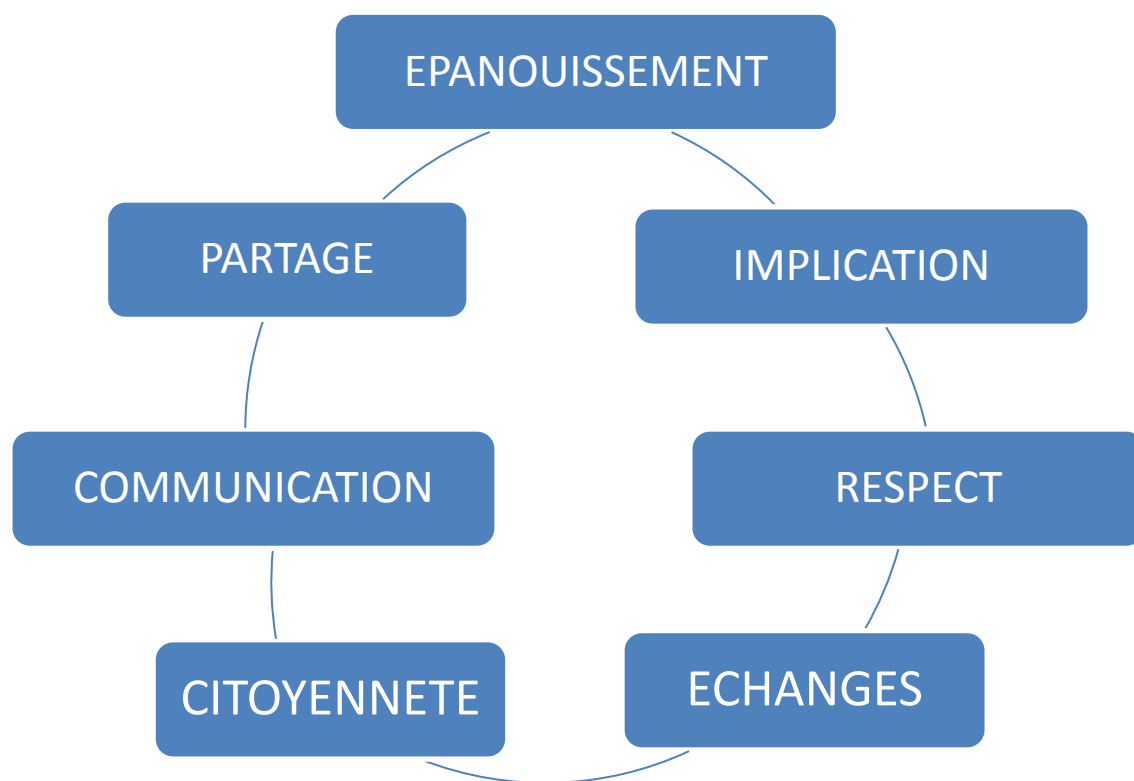 EPANOUISSEMENT
PARTAGE
IMPLICATION
COMMUNICATION
RESPECT
CITOYENNETE
ECHANGES